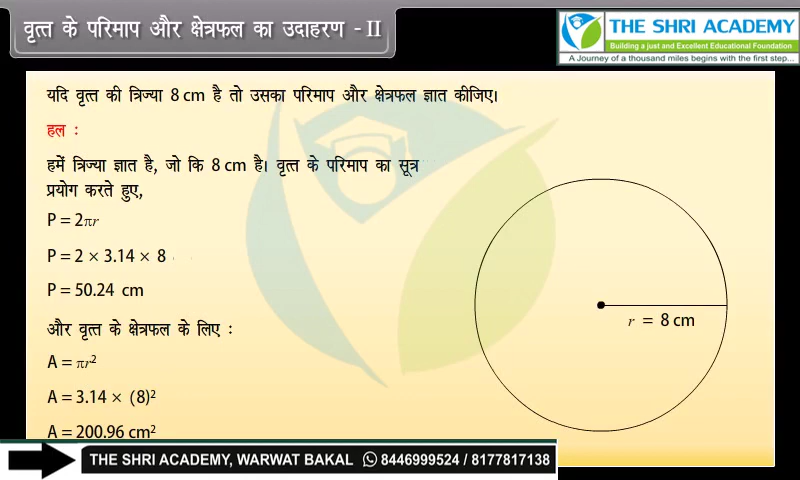 वृत्त के परिमाप और क्षेत्रफल का उदाहरण - II
THE SHRI ACADEMY
Building a just and Excellent Educational Foundation
A Journey of a thousand miles begins with the first step...
यदि वृत्त की त्रिज्या 8 cm है तो उसका परिमाप और क्षेत्रफल ज्ञात कीजिए।
हल :
हमें त्रिज्या ज्ञात है, जो कि 8 cm है। वृत्त के परिमाप का सूत्र
प्रयोग करते हुए,
P = 2πr
P = 2 × 3.14 × 8
P = 50.24 cm
r = 8 cm
और वृत्त के क्षेत्रफल के लिए :
A = πr²
A = 3.14 × (8)²
A = 200.96 cm²
THE SHRI ACADEMY, WARWAT BAKAL 8446999524 / 8177817138